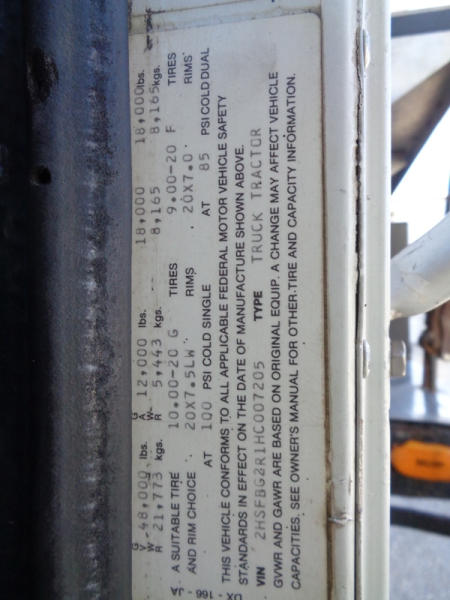 GVWR 48,000 lbs. GAWR 12,000 lbs. 18,000 18,000 lbs.
21,773 kgs. 5,443 kgs. 8,165 8,165 kgs.
A SUITABLE TIRE 10.00-20 G TIRES 9.00-20 F TIRES
AND RIM CHOICE 20X7.5LW RIMS 20X7.0 RIMS
AT 100 PSI COLD SINGLE AT 85 PSI COLD DUAL
THIS VEHICLE CONFORMS TO ALL APPLICABLE FEDERAL MOTOR VEHICLE SAFETY
STANDARDS IN EFFECT ON THE DATE OF MANUFACTURE SHOWN ABOVE.
VIN 2HSFBG2R1HC007205 TYPE TRUCK TRACTOR
GVWR AND GAWR ARE BASED ON ORIGINAL EQUIP. A CHANGE MAY AFFECT VEHICLE
CAPACITIES. SEE OWNER'S MANUAL FOR OTHER TIRE AND CAPACITY INFORMATION.